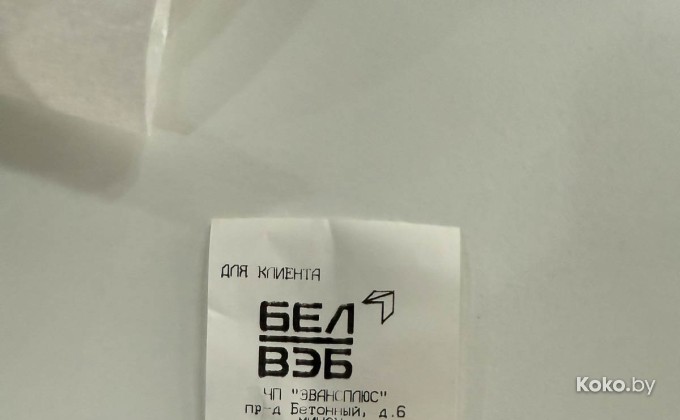 ДЛЯ КЛИЕНТА
БЕЛ
ВЭБ
ЧП "ЭВАНСПЛЮС"
пр-д Бетонный, д.6
Koko.by